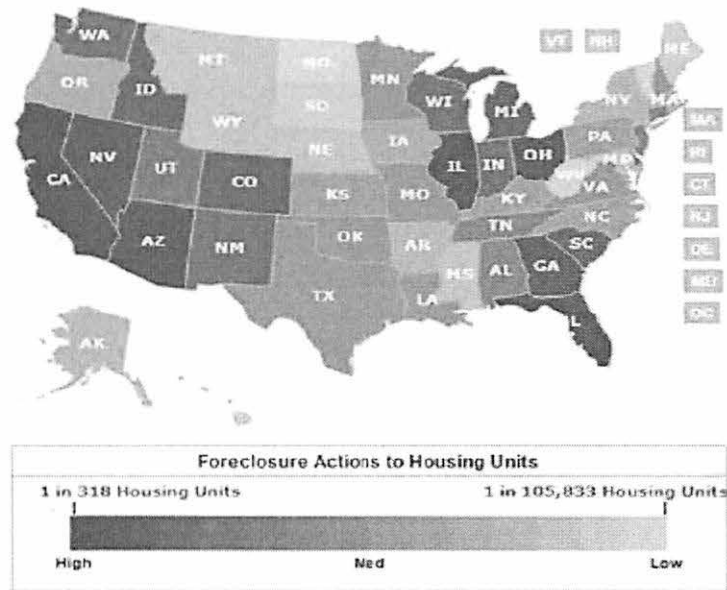 WA
VT NH
MT ND ME
OR MN
ID WI MI NY MA
SD
WY MA
IA PA RI
NE
NV IL IN OH MD CT
UT WV
CA CO KS MO VA NJ
KY
TN NC DE
AZ NM OK AR SC MD
MS AL GA
TX LA DC
L
AK
Foreclosure Actions to Housing Units
1 in 318 Housing Units 1 in 105,833 Housing Units
High Ned Low